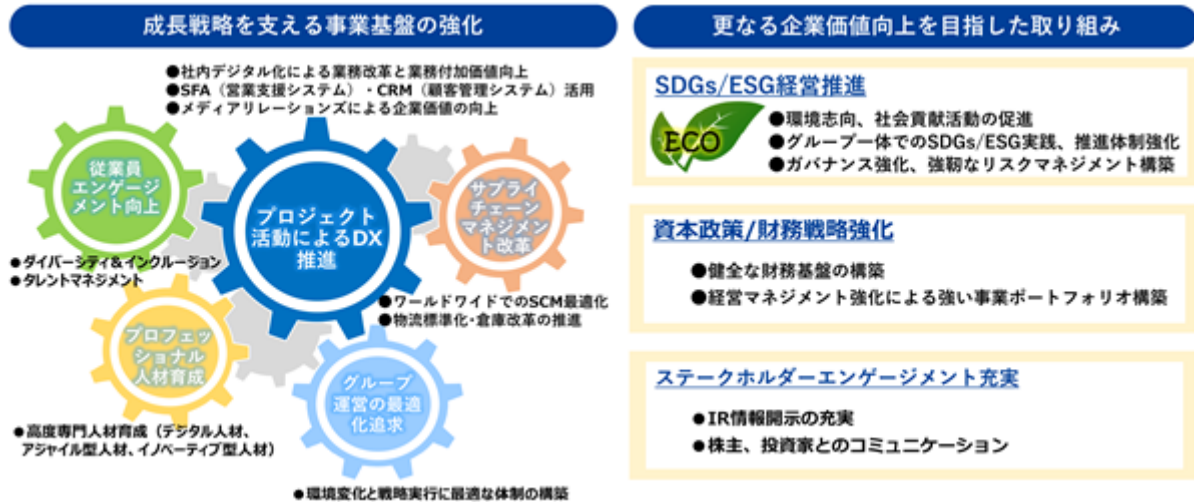 成長戦略を支える事業基盤の強化
●社内デジタル化による業務改革と業務付加価値向上
●SFA（営業支援システム）・CRM（顧客管理システム）活用
●メディアリレーションズによる企業価値の向上
従業員
エンゲージ
メント向上
プロジェクト
活動によるDX
推進
サプライ
チェーン
マネジメン
ト改革
●ダイバーシティ&インクルージョン
●タレントマネジメント
●ワールドワイドでのSCM最適化
●物流標準化・倉庫改革の推進
プロフェッ
ショナル
人材育成
グループ
運営の最適
化追求
●高度専門人材育成（デジタル人材、
アジャイル型人材、イノベーティブ型人材）
●環境変化と戦略実行に最適な体制の構築
更なる企業価値向上を目指した取り組み
SDGs/ESG経営推進
ECO
●環境志向、社会貢献活動の促進
●グループ一体でのSDGs/ESG実践、推進体制強化
●ガバナンス強化、強靭なリスクマネジメント構築
資本政策/財務戦略強化
●健全な財務基盤の構築
●経営マネジメント強化による強い事業ポートフォリオ構築
ステークホルダーエンゲージメント充実
●IR情報開示の充実
●株主、投資家とのコミュニケーション